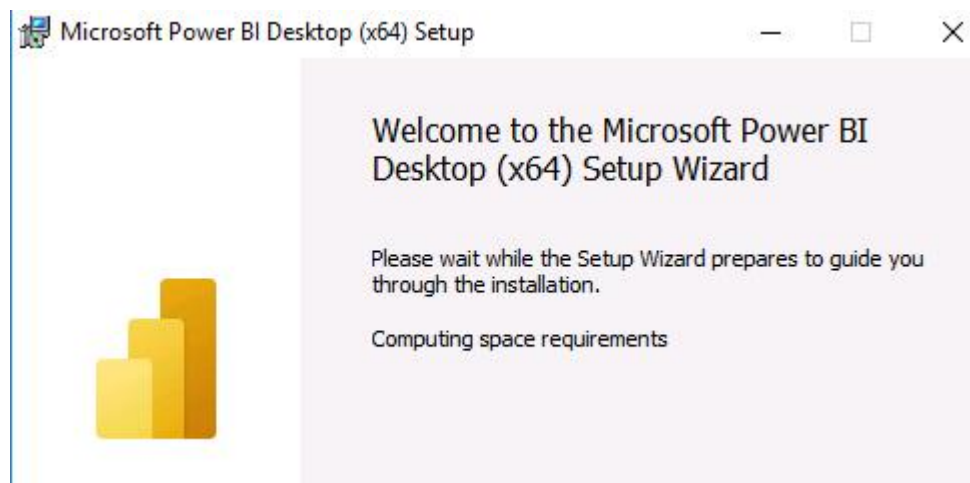 Microsoft Power BI Desktop (x64) Setup
Welcome to the Microsoft Power BI
Desktop (x64) Setup Wizard
Please wait while the Setup Wizard prepares to guide you
through the installation.
Computing space requirements